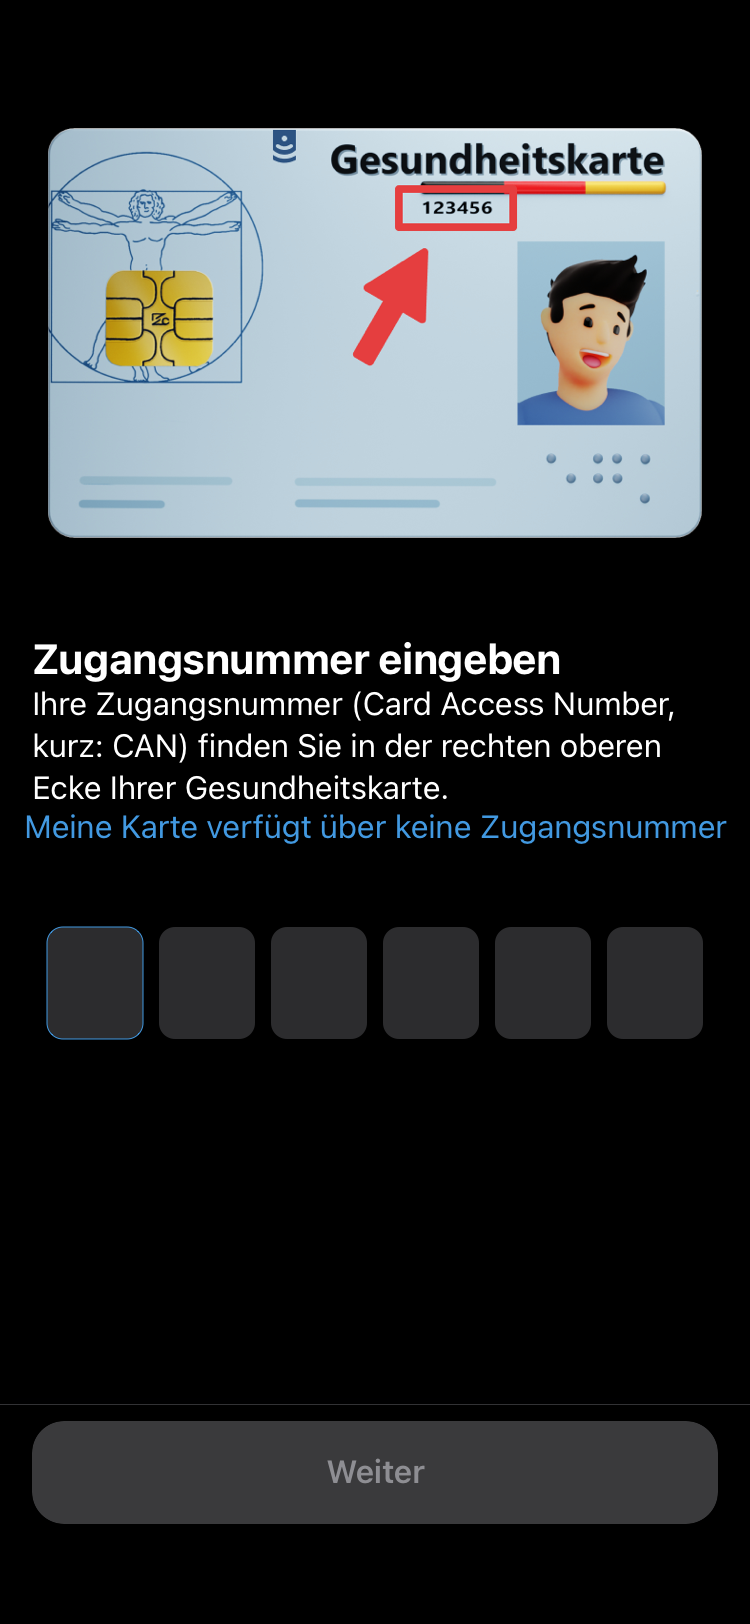 Gesundheitskarte
123456
Zugangsnummer eingeben
Ihre Zugangsnummer (Card Access Number,
kurz: CAN) finden Sie in der rechten oberen
Ecke Ihrer Gesundheitskarte.
Meine Karte verfügt über keine Zugangsnummer
Weiter